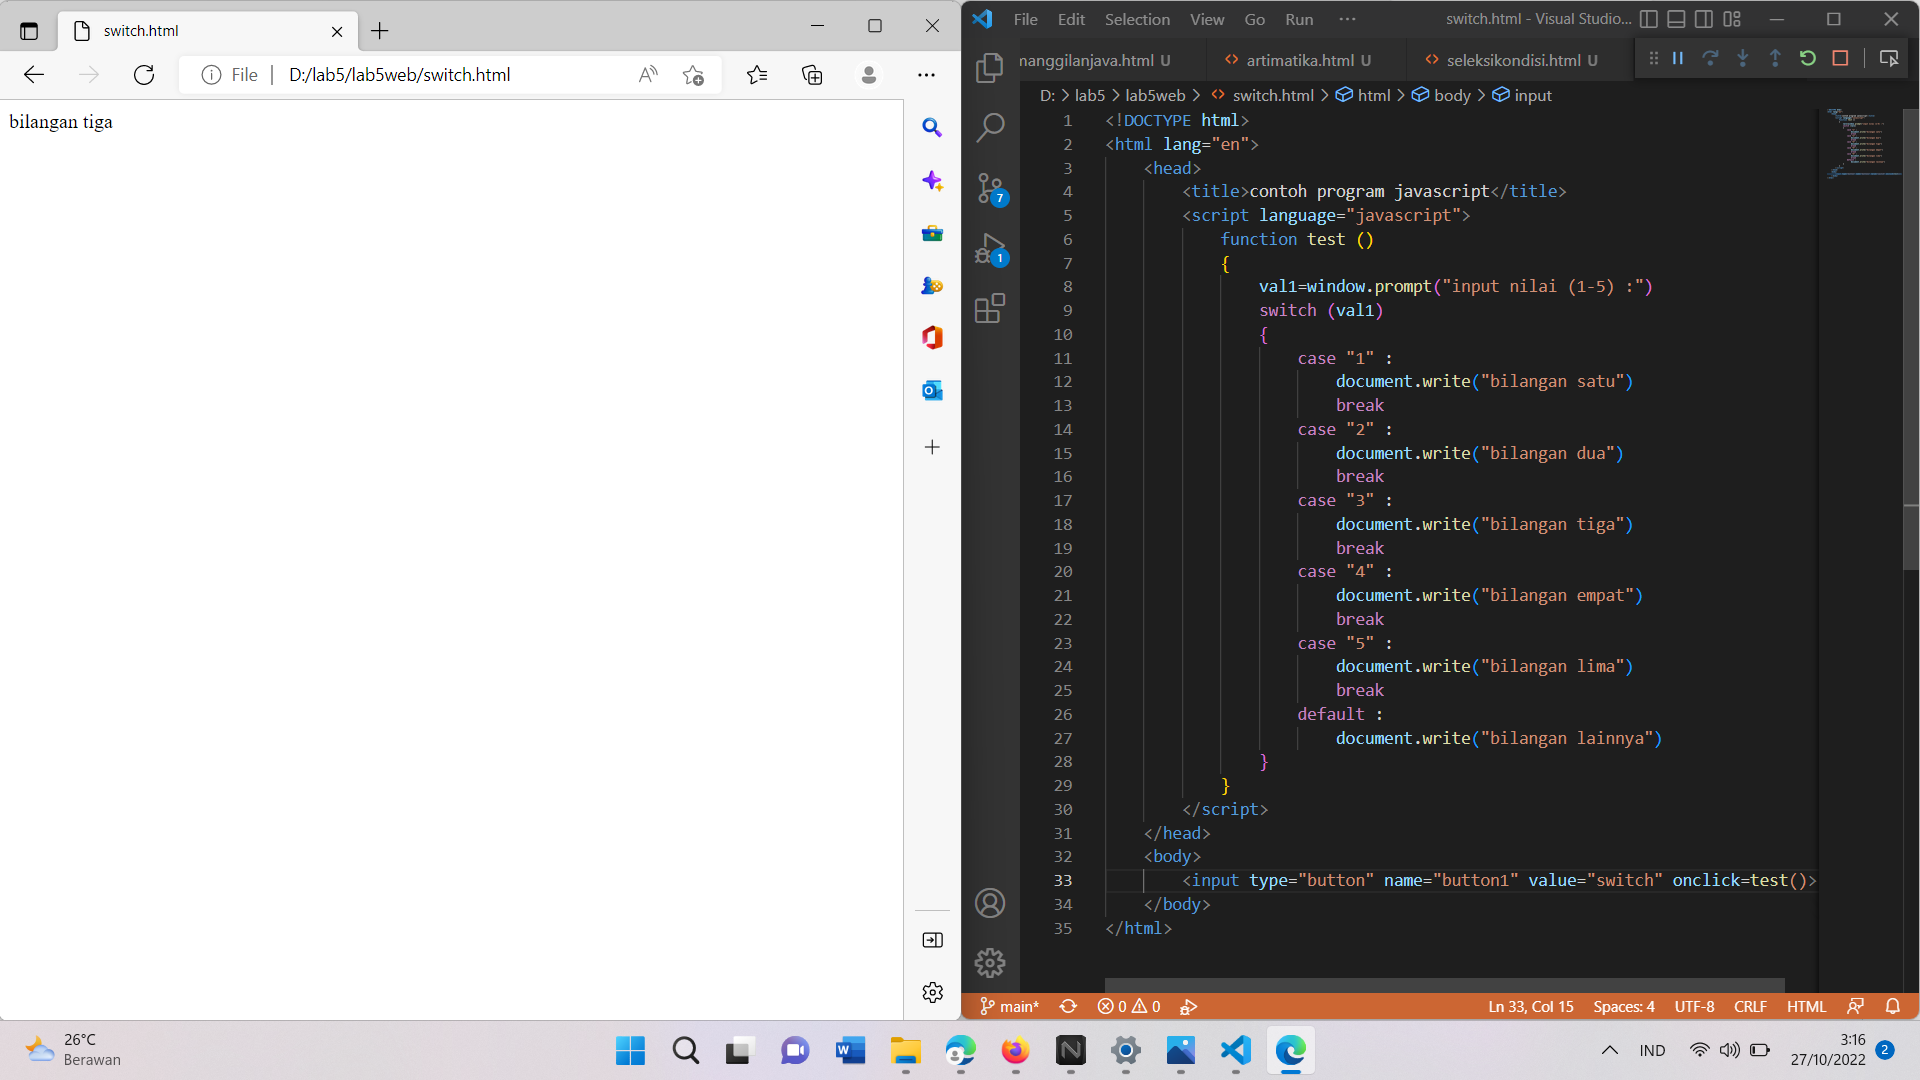 switch.html
File
D:/lab5/lab5web/switch.html
bilangan tiga
File Edit Selection View Go Run ···
switch.html - Visual Studio...
nanggilanjava.html U
artimatika.html U
seleksikondisi.html U
D: > lab5 > lab5web > switch.html > html > body > input
1 <!DOCTYPE html>
2 <html lang="en">
3 <head>
4 <title>contoh program javascript</title>
5 <script language="javascript">
6 function test ()
7 {
8 val1=window.prompt("input nilai (1-5) :")
9 switch (val1)
10 {
11 case "1" :
12 document.write("bilangan satu")
13 break
14 case "2" :
15 document.write("bilangan dua")
16 break
17 case "3" :
18 document.write("bilangan tiga")
19 break
20 case "4" :
21 document.write("bilangan empat")
22 break
23 case "5" :
24 document.write("bilangan lima")
25 break
26 default :
27 document.write("bilangan lainnya")
28 }
29 }
30 </script>
31 </head>
32 <body>
33 <input type="button" name="button1" value="switch" onclick=test()>
34 </body>
35 </html>
7
1
main* 0 0
Ln 33, Col 15 Spaces: 4 UTF-8 CRLF HTML
26°C
Berawan
IND
3:16
27/10/2022
2